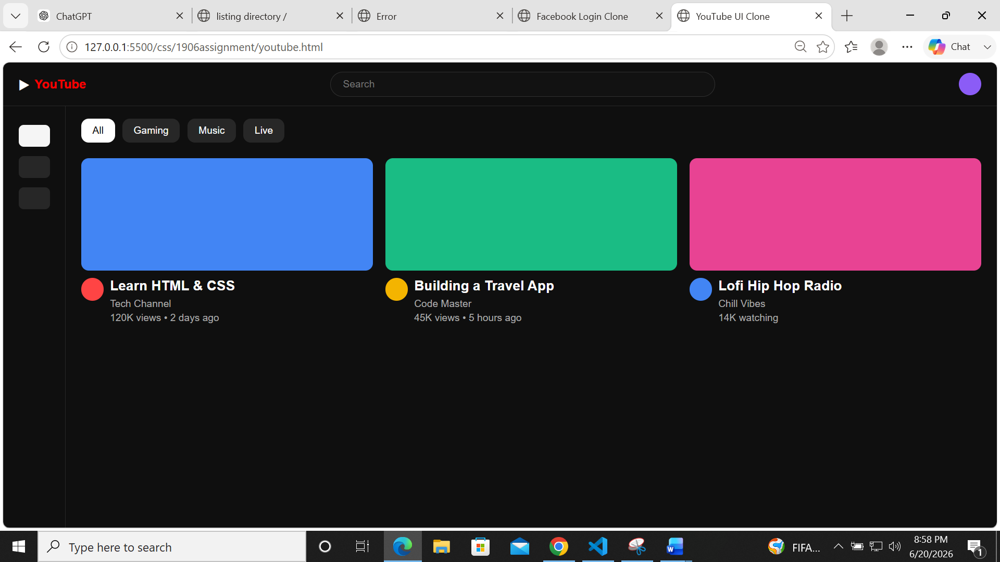 ChatGPT
listing directory /
Error
Facebook Login Clone
YouTube UI Clone
127.0.0.1:5500/css/1906assignment/youtube.html
Chat
YouTube
Search
All
Gaming
Music
Live
Learn HTML & CSS
Tech Channel
120K views • 2 days ago
Building a Travel App
Code Master
45K views • 5 hours ago
Lofi Hip Hop Radio
Chill Vibes
14K watching
Type here to search
W
FIFA...
8:58 PM
6/20/2026
1